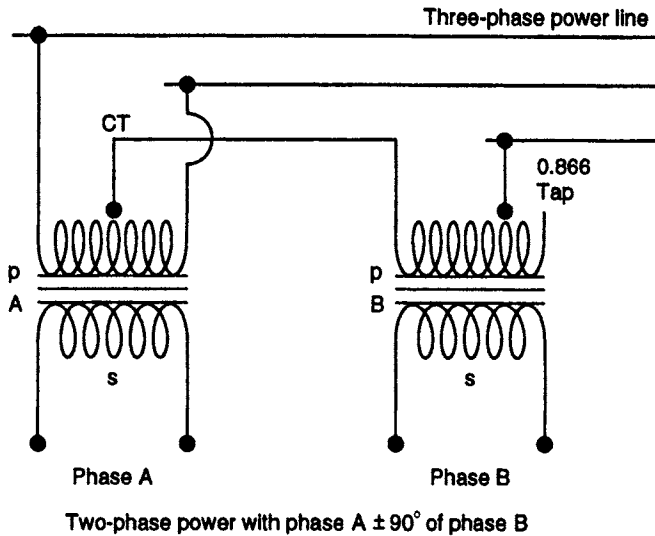 Three-phase power line
CT
0.866
Tap
p
A
s
p
B
s
Phase A
Phase B
Two-phase power with phase A ± 90° of phase B